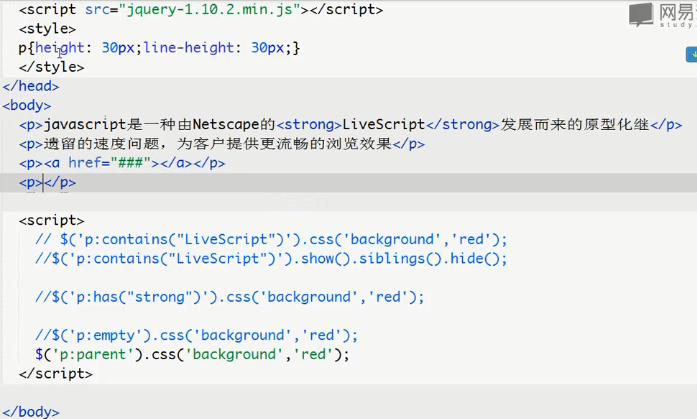 <script src="jquery-1.10.2.min.js"></script>
网易
study.
<style>
p{height: 30px;line-height: 30px;}
</style>
</head>
<body>
<p>javascript是一种由Netscape的<strong>LiveScript</strong>发展而来的原型化继</p>
<p>遗留的速度问题，为客户提供更流畅的浏览效果</p>
<p><a href="###"></a></p>
<p></p>
<script>
// $('p:contains("LiveScript")').css('background','red');
//$('p:contains("LiveScript")').show().siblings().hide();
//$('p:has("strong")').css('background','red');
//$('p:empty').css('background','red');
$('p:parent').css('background','red');
</script>
</body>